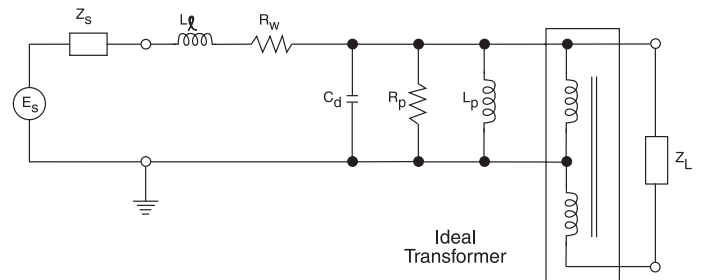 Zs
Lℓ
Rw
Es
Cd
Rp
Lp
ZL
Ideal
Transformer